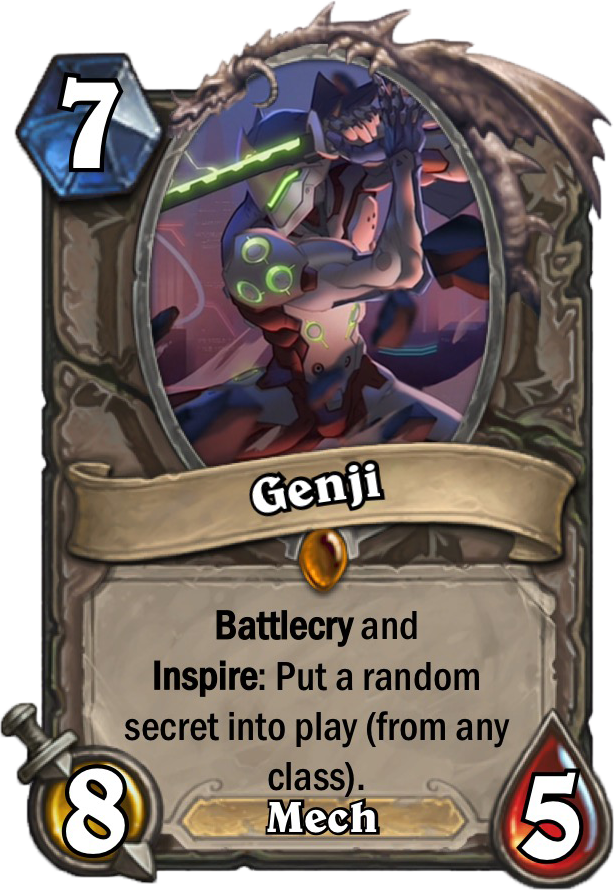 7
Genji
Battlecry and
Inspire: Put a random
secret into play (from any
class).
8
Mech
5